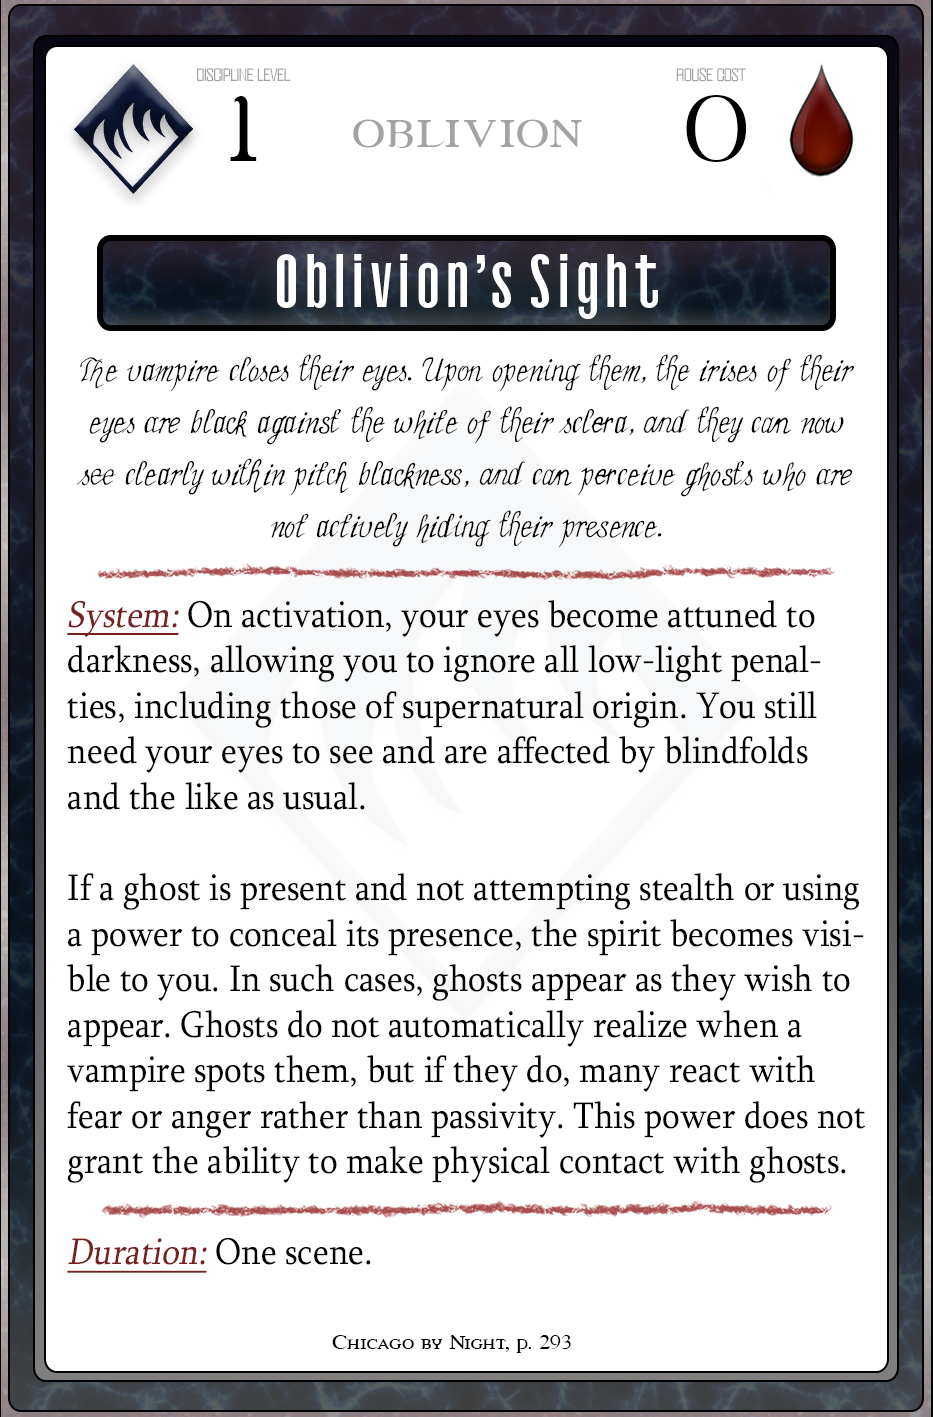 DISCIPLINE LEVEL
1
OBLIVION
ROUSE COST
0
Oblivion's Sight
The vampire closes their eyes. Upon opening them, the irises of their
eyes are black against the white of their sclera, and they can now
see clearly within pitch blackness, and can perceive ghosts who are
not actively hiding their presence.
System: On activation, your eyes become attuned to
darkness, allowing you to ignore all low-light penal-
ties, including those of supernatural origin. You still
need your eyes to see and are affected by blindfolds
and the like as usual.
If a ghost is present and not attempting stealth or using
a power to conceal its presence, the spirit becomes visi-
ble to you. In such cases, ghosts appear as they wish to
appear. Ghosts do not automatically realize when a
vampire spots them, but if they do, many react with
fear or anger rather than passivity. This power does not
grant the ability to make physical contact with ghosts.
Duration: One scene.
Chicago by Night, p. 293